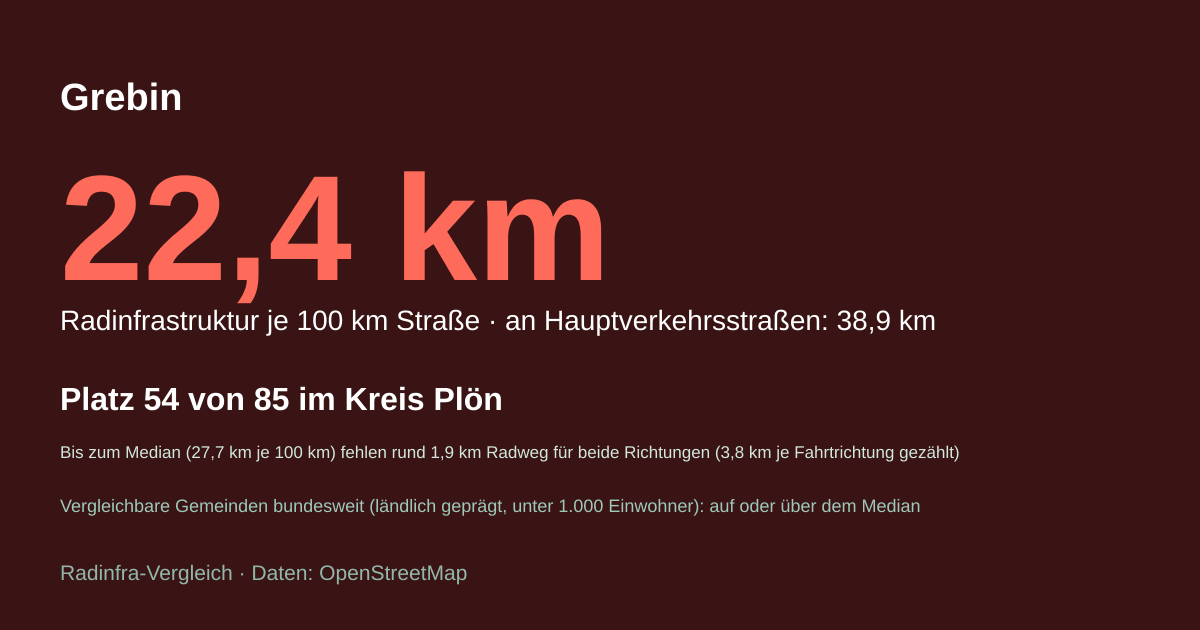 Grebin
22,4 km
Radinfrastruktur je 100 km Straße · an Hauptverkehrsstraßen: 38,9 km
Platz 54 von 85 im Kreis Plön
Bis zum Median (27,7 km je 100 km) fehlen rund 1,9 km Radweg für beide Richtungen (3,8 km je Fahrtrichtung gezählt)
Vergleichbare Gemeinden bundesweit (ländlich geprägt, unter 1.000 Einwohner): auf oder über dem Median
Radinfra-Vergleich · Daten: OpenStreetMap